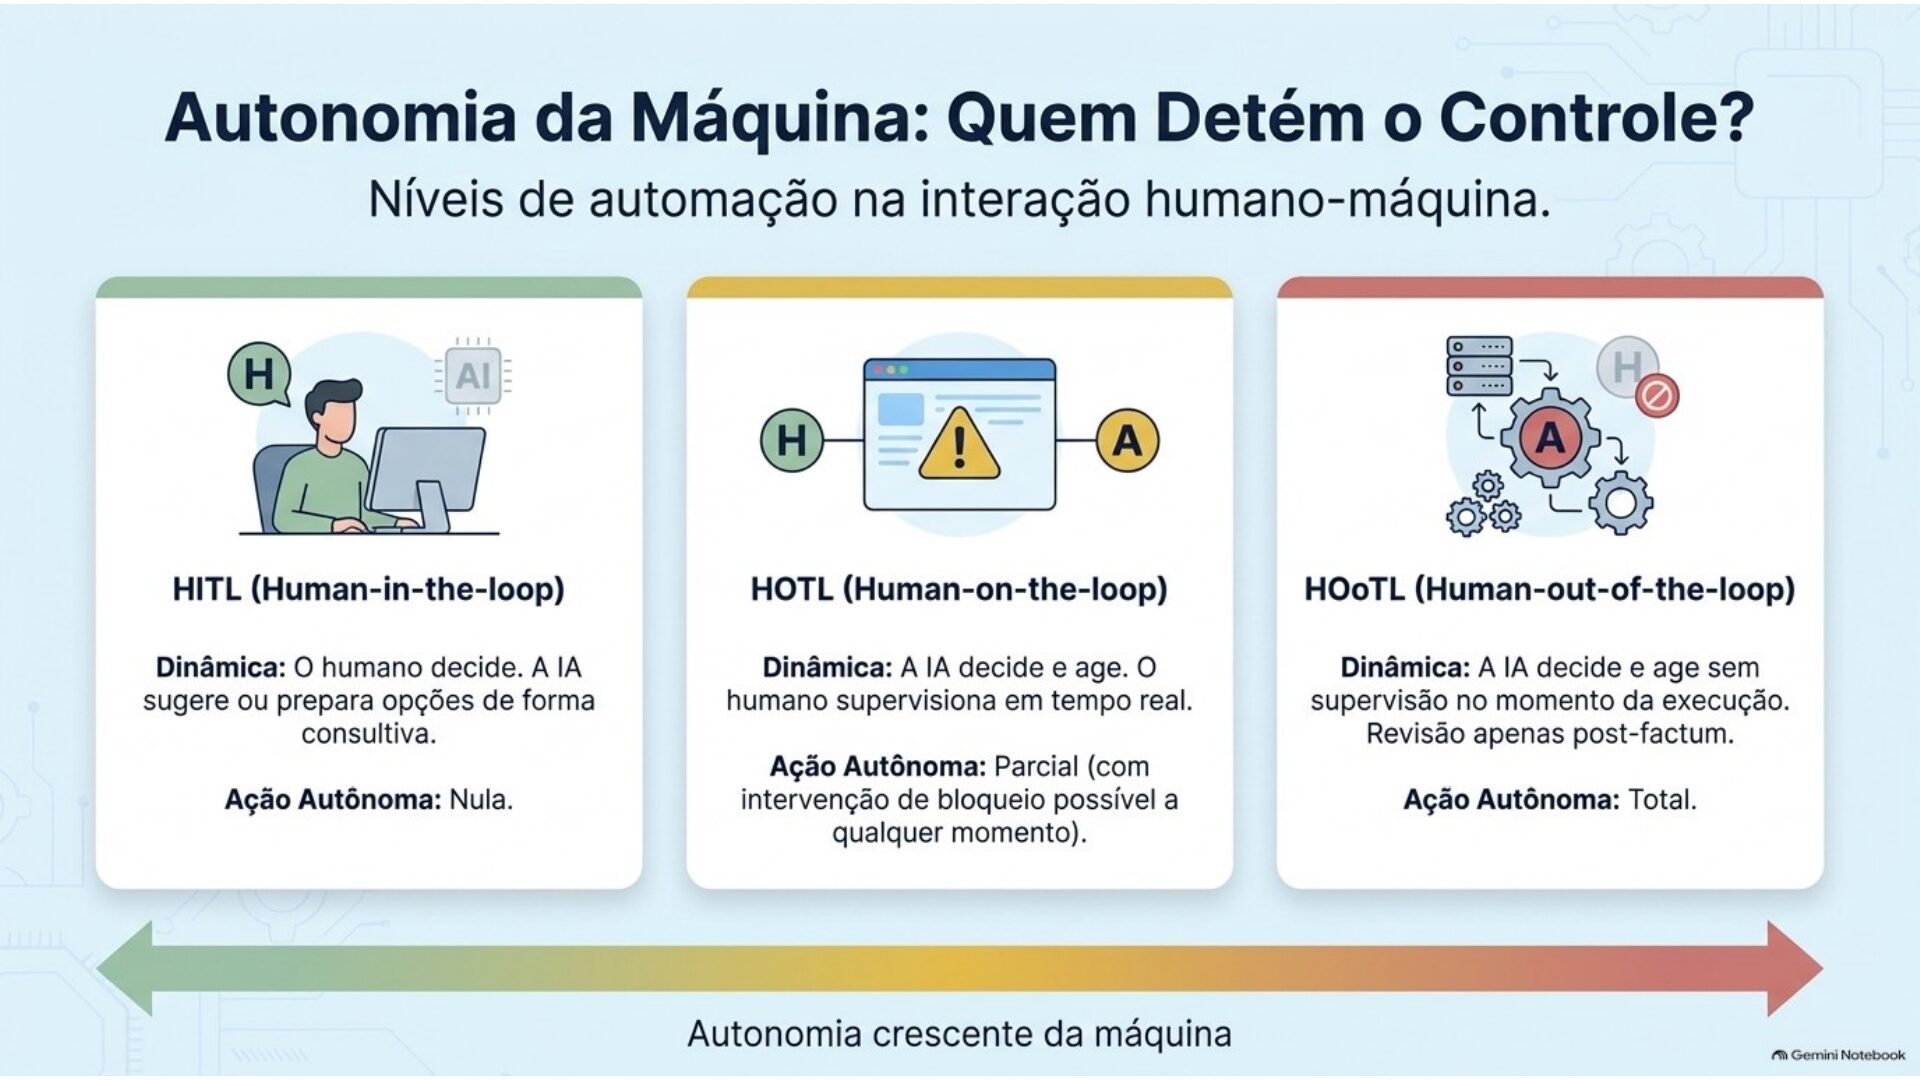 Autonomia da Máquina: Quem Detém o Controle?
Níveis de automação na interação humano-máquina.
H
AI
HITL (Human-in-the-loop)
Dinâmica: O humano decide. A IA
sugere ou prepara opções de forma
consultiva.
Ação Autônoma: Nula.
H
!
A
HOTL (Human-on-the-loop)
Dinâmica: A IA decide e age. O
humano supervisiona em tempo real.
Ação Autônoma: Parcial (com
intervenção de bloqueio possível a
qualquer momento).
H
A
HOoTL (Human-out-of-the-loop)
Dinâmica: A IA decide e age sem
supervisão no momento da execução.
Revisão apenas post-factum.
Ação Autônoma: Total.
Autonomia crescente da máquina
Gemini Notebook